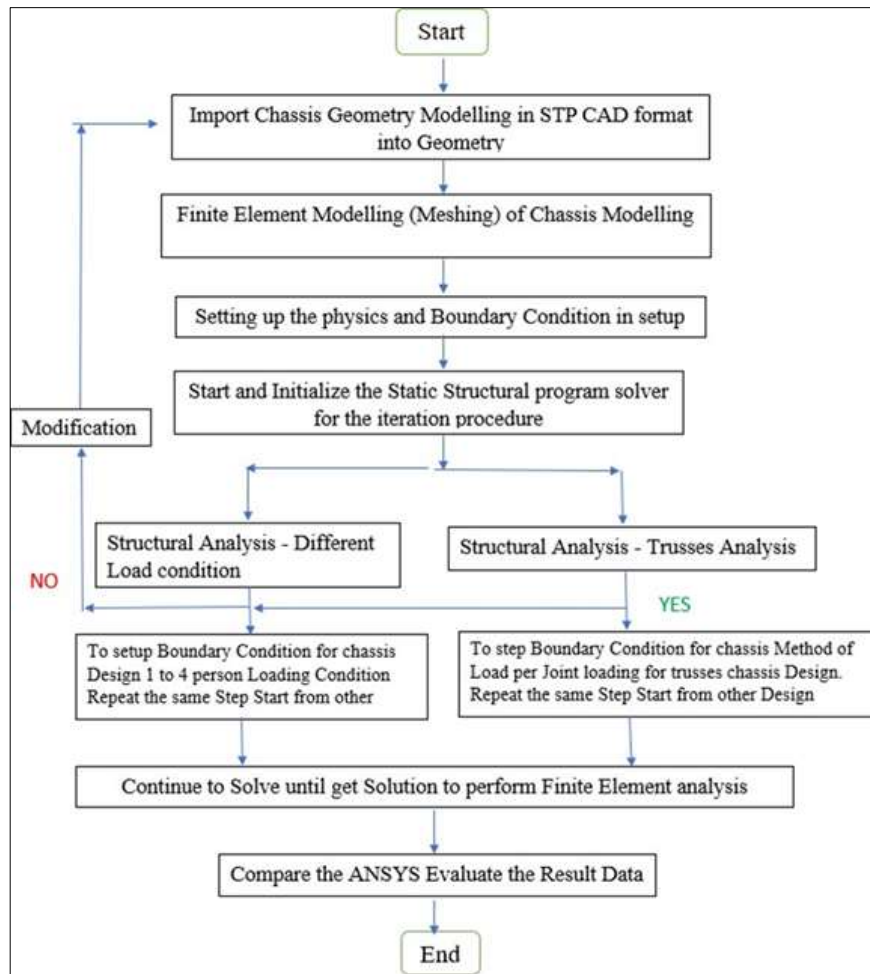 Start
Import Chassis Geometry Modelling in STP CAD format
into Geometry
Finite Element Modelling (Meshing) of Chassis Modelling
Setting up the physics and Boundary Condition in setup
Start and Initialize the Static Structural program solver
for the iteration procedure
Modification
Structural Analysis - Different
Load condition
Structural Analysis - Trusses Analysis
NO
YES
To setup Boundary Condition for chassis
Design 1 to 4 person Loading Condition
Repeat the same Step Start from other
To step Boundary Condition for chassis Method of
Load per Joint loading for trusses chassis Design.
Repeat the same Step Start from other Design
Continue to Solve until get Solution to perform Finite Element analysis
Compare the ANSYS Evaluate the Result Data
End